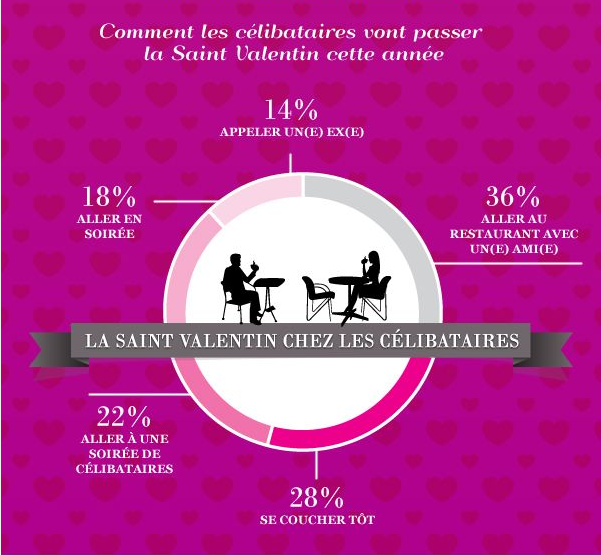 Comment les célibataires vont passer
la Saint Valentin cette année
14%
APPELER UN(E) EX(E)
18%
ALLER EN
SOIRÉE
36%
ALLER AU
RESTAURANT AVEC
UN(E) AMI(E)
LA SAINT VALENTIN CHEZ LES CÉLIBATAIRES
22%
ALLER À UNE
SOIRÉE DE
CÉLIBATAIRES
28%
SE COUCHER TÔT